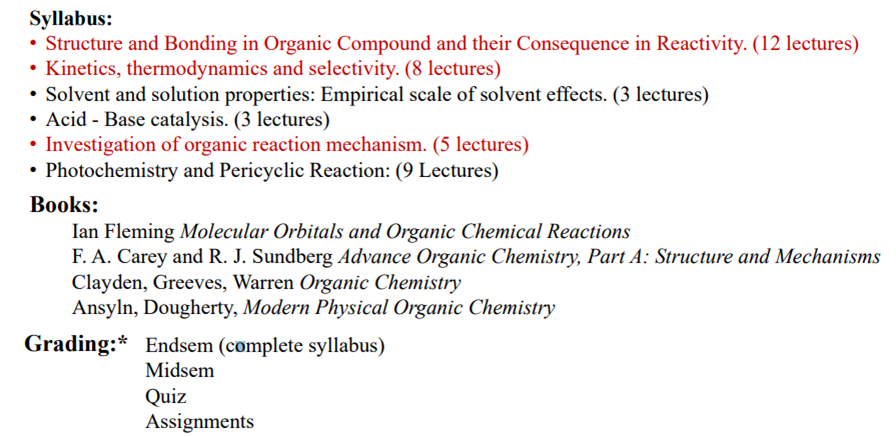 Syllabus:
• Structure and Bonding in Organic Compound and their Consequence in Reactivity. (12 lectures)
• Kinetics, thermodynamics and selectivity. (8 lectures)
• Solvent and solution properties: Empirical scale of solvent effects. (3 lectures)
• Acid - Base catalysis. (3 lectures)
• Investigation of organic reaction mechanism. (5 lectures)
• Photochemistry and Pericyclic Reaction: (9 Lectures)
Books:
Ian Fleming Molecular Orbitals and Organic Chemical Reactions
F. A. Carey and R. J. Sundberg Advance Organic Chemistry, Part A: Structure and Mechanisms
Clayden, Greeves, Warren Organic Chemistry
Ansyln, Dougherty, Modern Physical Organic Chemistry
Grading:* Endsem (complete syllabus)
Midsem
Quiz
Assignments